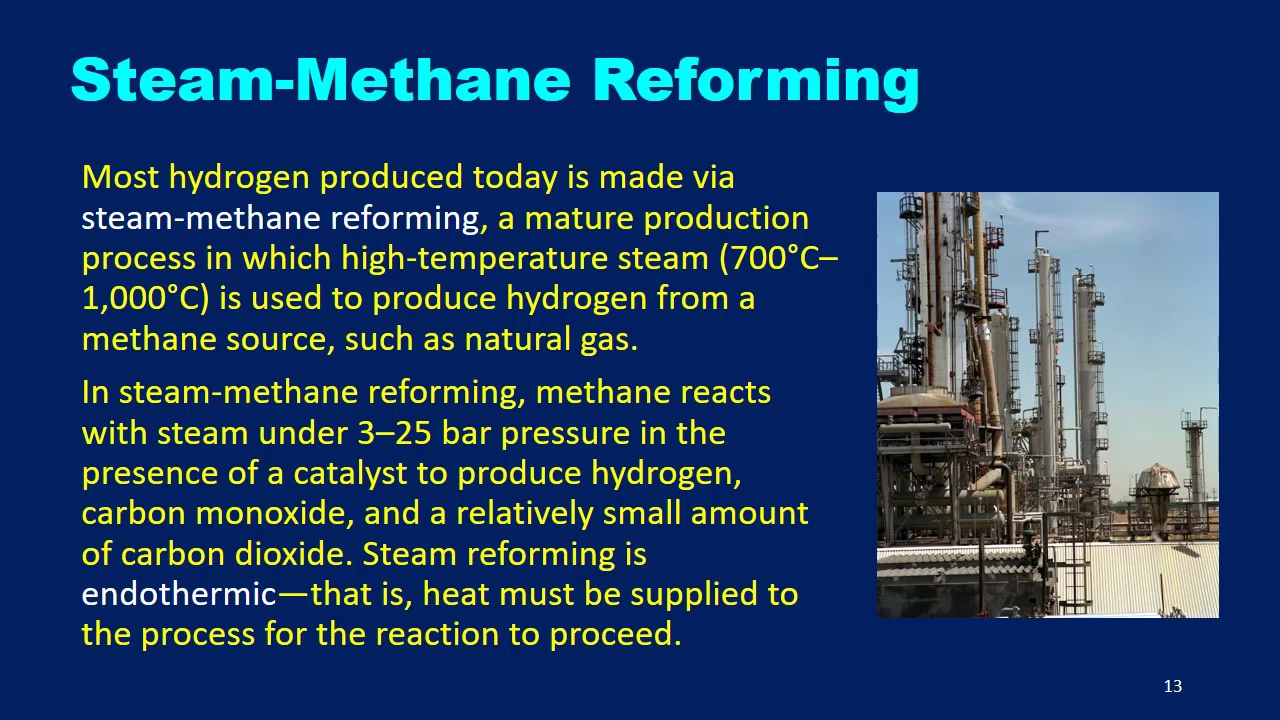 Steam-Methane Reforming
Most hydrogen produced today is made via
steam-methane reforming, a mature production
process in which high-temperature steam (700°C–
1,000°C) is used to produce hydrogen from a
methane source, such as natural gas.
In steam-methane reforming, methane reacts
with steam under 3–25 bar pressure in the
presence of a catalyst to produce hydrogen,
carbon monoxide, and a relatively small amount
of carbon dioxide. Steam reforming is
endothermic—that is, heat must be supplied to
the process for the reaction to proceed.
13